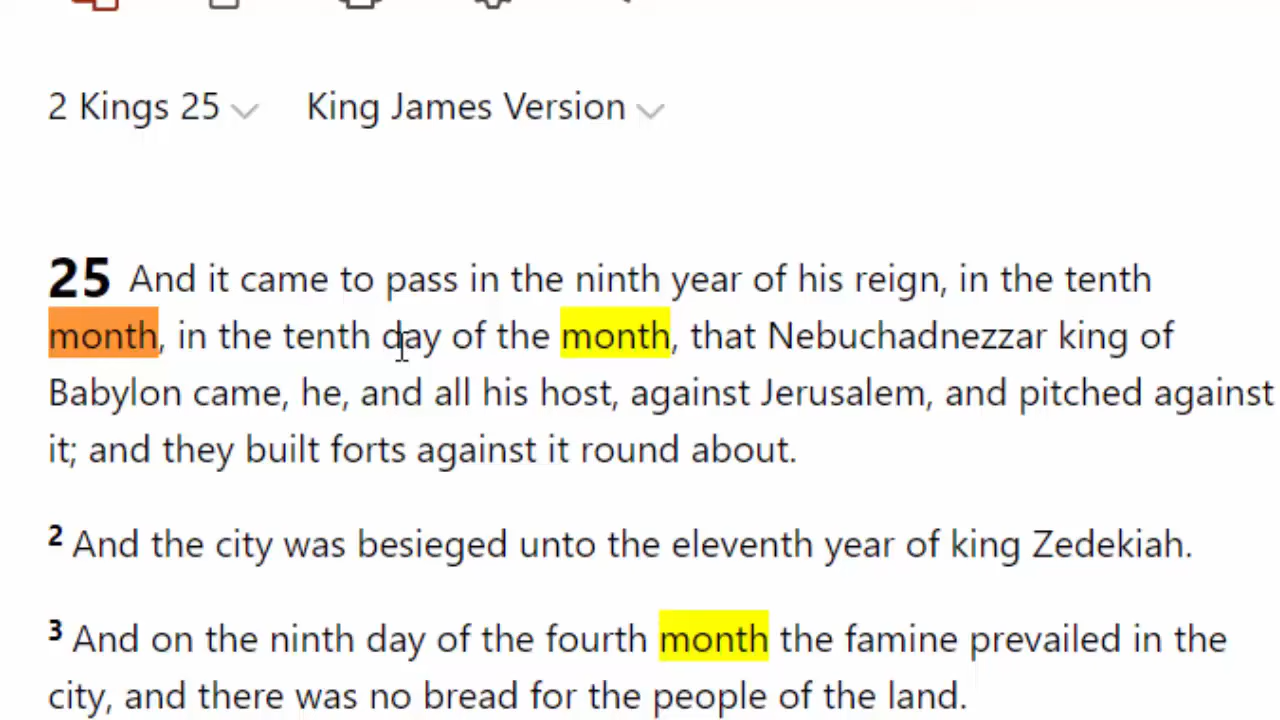 2 Kings 25 King James Version
25 And it came to pass in the ninth year of his reign, in the tenth
month, in the tenth day of the month, that Nebuchadnezzar king of
Babylon came, he, and all his host, against Jerusalem, and pitched against
it; and they built forts against it round about.
2 And the city was besieged unto the eleventh year of king Zedekiah.
3 And on the ninth day of the fourth month the famine prevailed in the
city, and there was no bread for the people of the land.